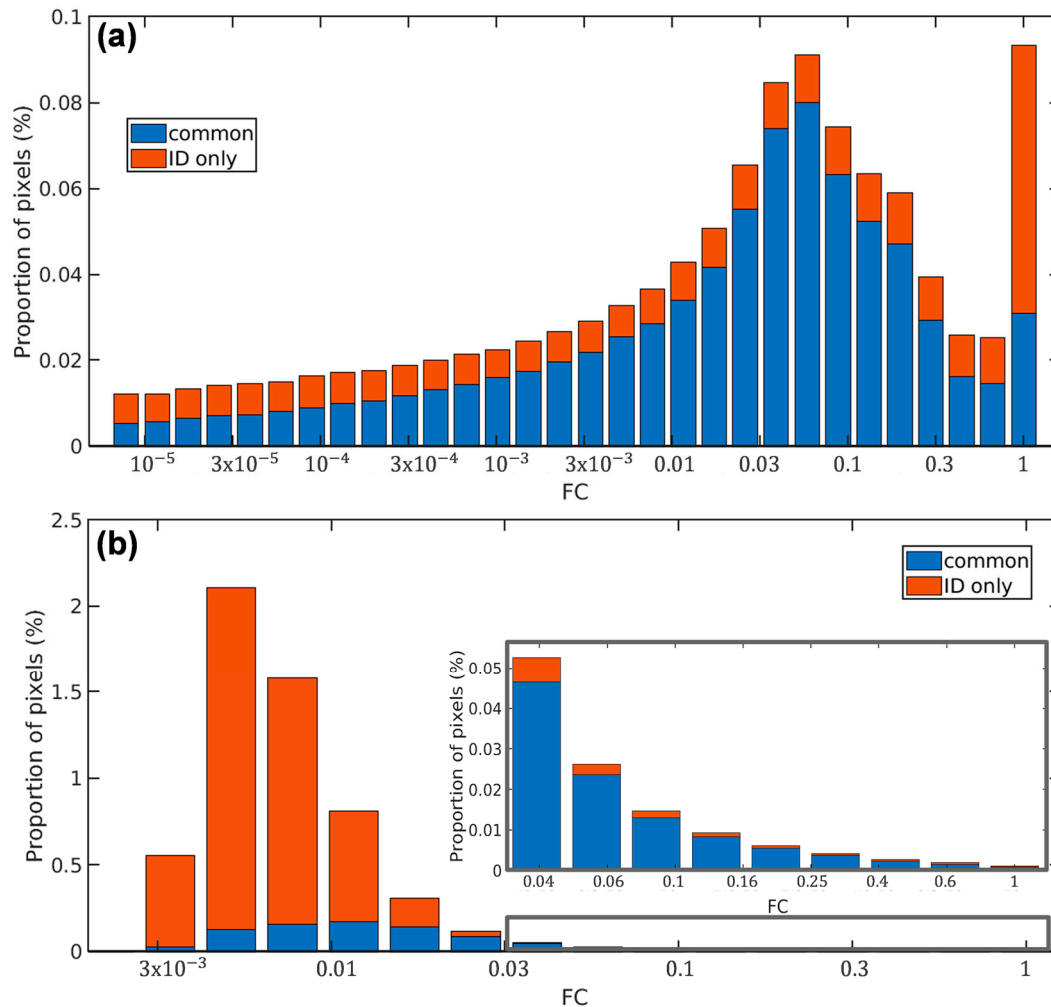 (a)
Proportion of pixels (%)
0.1
0.08
0.06
0.04
0.02
0
common
ID only
10⁻⁵ 3x10⁻⁵ 10⁻⁴ 3x10⁻⁴ 10⁻³ 3x10⁻³ 0.01 0.03 0.1 0.3 1
FC
(b)
Proportion of pixels (%)
2.5
2
1.5
1
0.5
0
common
ID only
Proportion of pixels (%)
0.05
0.04
0.03
0.02
0.01
0
0.04 0.06 0.1 0.16 0.25 0.4 0.6 1
FC
3x10⁻³ 0.01 0.03 0.1 0.3 1
FC